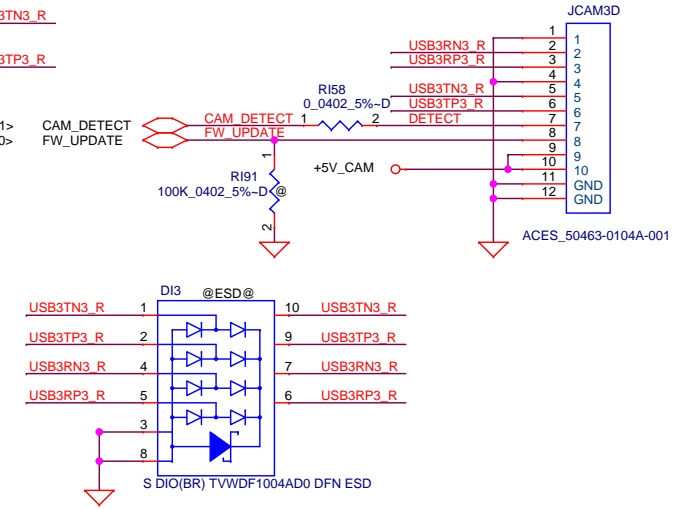 3TN3_R
3TP3_R
JCAM3D
1 1
USB3RN3_R 2 2
USB3RP3_R 3 3
4 4
USB3TN3_R 5 5
USB3TP3_R 6 6
RI58
0_0402_5%~D
1> CAM_DETECT CAM_DETECT 1 2 DETECT 7 7
0> FW_UPDATE FW_UPDATE 8 8
9 9
+5V_CAM 10 10
11 GND
12 GND
1
RI91
100K_0402_5%~D @
2
ACES_50463-0104A-001
DI3 @ESD@
USB3TN3_R 1 10 USB3TN3_R
USB3TP3_R 2 9 USB3TP3_R
USB3RN3_R 4 7 USB3RN3_R
USB3RP3_R 5 6 USB3RP3_R
3
8
S DIO(BR) TVWDF1004AD0 DFN ESD